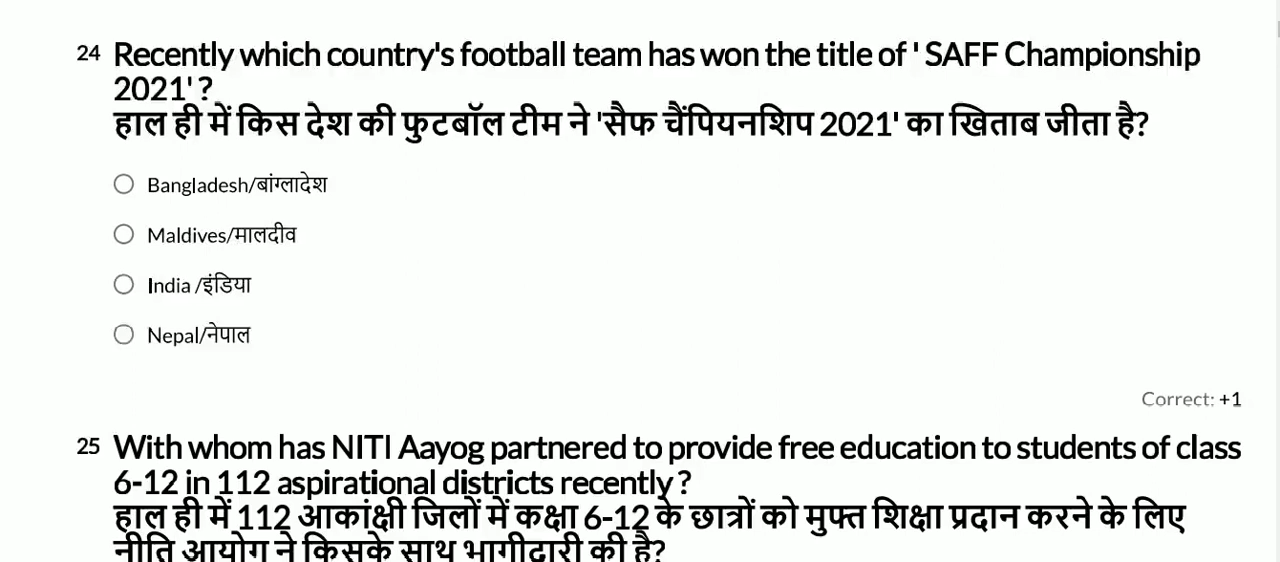 24 Recently which country's football team has won the title of ' SAFF Championship
2021'?
हाल ही में किस देश की फुटबॉल टीम ने 'सैफ चैंपियनशिप 2021' का खिताब जीता है?
Bangladesh/बांग्लादेश
Maldives/मालदीव
India /इंडिया
Nepal/नेपाल
Correct: +1
25 With whom has NITI Aayog partnered to provide free education to students of class
6-12 in 112 aspirational districts recently?
हाल ही में 112 आकांक्षी जिलों में कक्षा 6-12 के छात्रों को मुफ्त शिक्षा प्रदान करने के लिए
नीति आयोग ने किसके साथ भागीदारी की है?